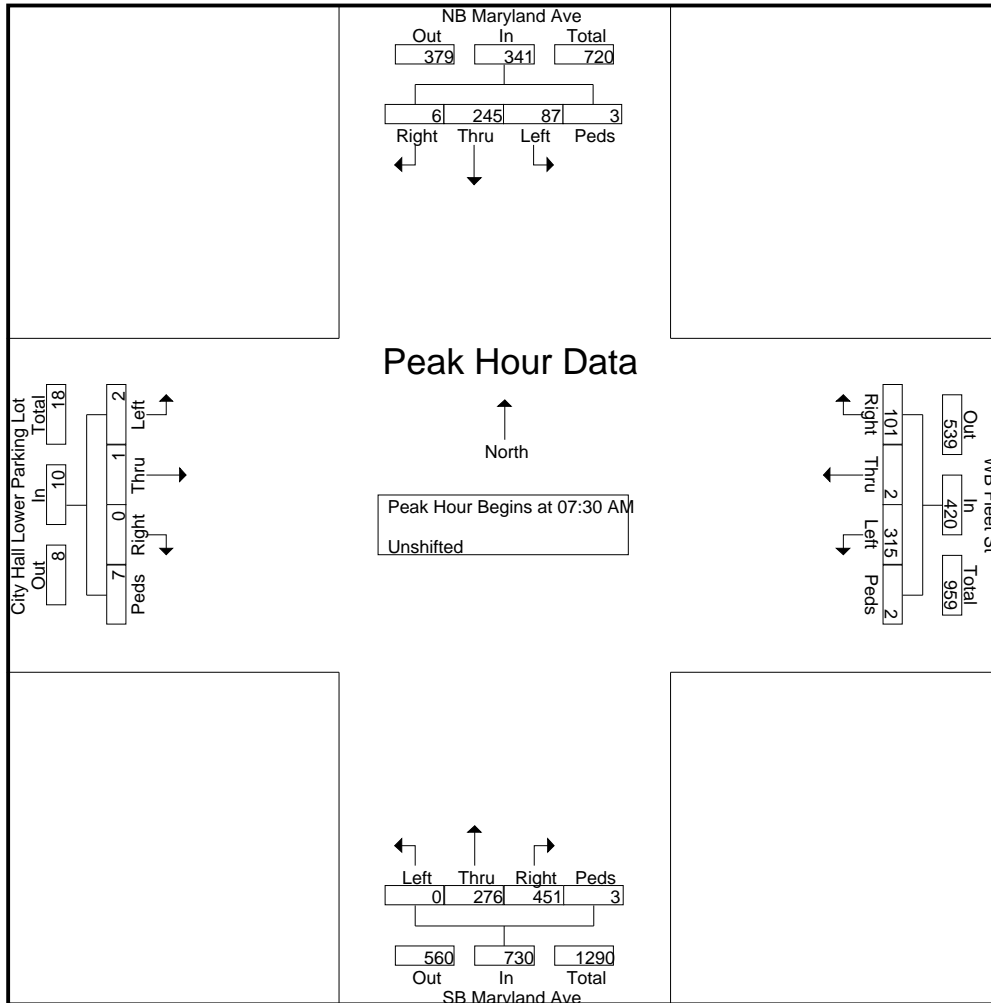 NB Maryland Ave
Out In Total
379 341 720
6 245 87 3
Right Thru Left Peds
Peak Hour Data
North
Peak Hour Begins at 07:30 AM
Unshifted
City Hall Lower Parking Lot
Out In Total
8 10 18
7 0 1 2
Peds Right Thru Left
WB Fleet St
Out In Total
539 420 959
101 2 315 2
Right Thru Left Peds
Left Thru Right Peds
0 276 451 3
560 730 1290
Out In Total
SB Maryland Ave